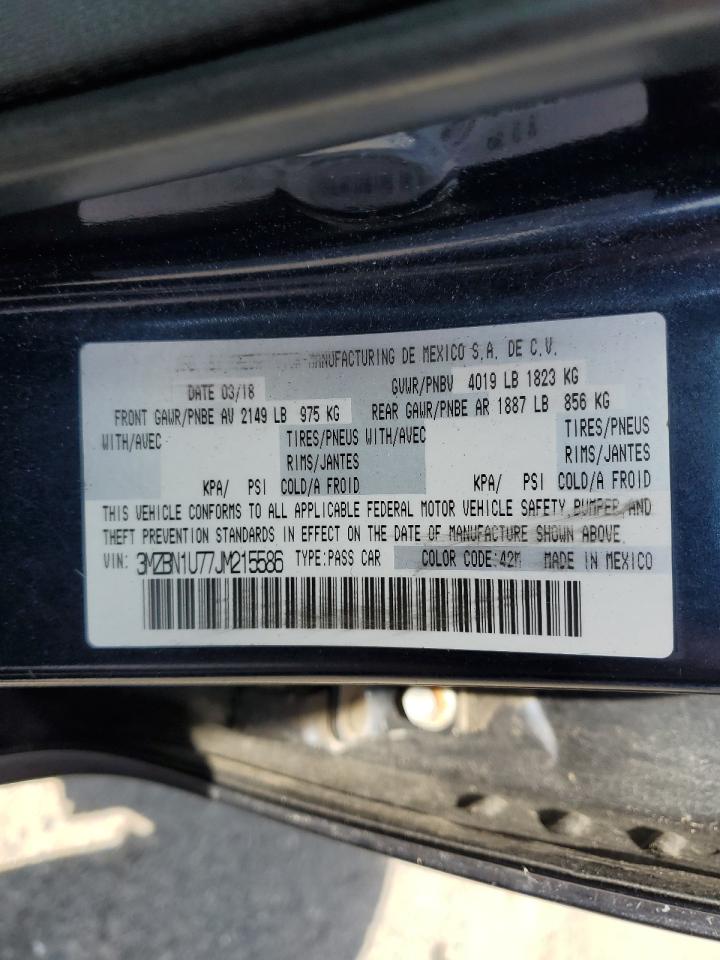 MANUFACTURING DE MEXICO S.A. DE C.V.
DATE 03/18 GVWR/PNBV 4019 LB 1823 KG
FRONT GAWR/PNBE AV 2149 LB 975 KG REAR GAWR/PNBE AR 1887 LB 856 KG
WITH/AVEC TIRES/PNEUS WITH/AVEC TIRES/PNEUS
RIMS/JANTES RIMS/JANTES
KPA/ PSI COLD/A FROID KPA/ PSI COLD/A FROID
THIS VEHICLE CONFORMS TO ALL APPLICABLE FEDERAL MOTOR VEHICLE SAFETY, BUMPER, AND
THEFT PREVENTION STANDARDS IN EFFECT ON THE DATE OF MANUFACTURE SHOWN ABOVE.
VIN: 3MZBN1U77JM215586 TYPE:PASS CAR COLOR CODE:42M MADE IN MEXICO